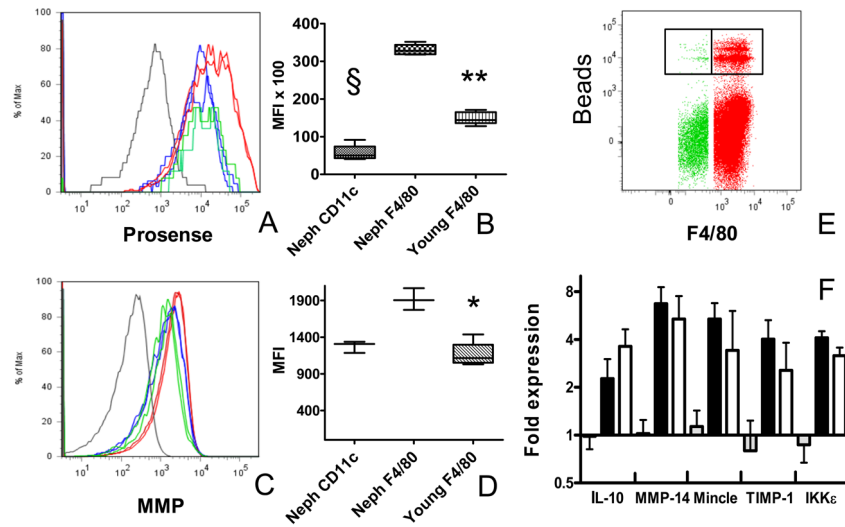 % of Max
100
80
60
40
20
0
10¹ 10² 10³ 10⁴ 10⁵
Prosense
A
MFI x 100
400
300
200
100
0
§
**
Neph CD11c
Neph F4/80
Young F4/80
B
Beads
10⁵
10⁴
10³
0
0 10³ 10⁴ 10⁵
F4/80
E
% of Max
100
80
60
40
20
0
10¹ 10² 10³ 10⁴ 10⁵
MMP
C
MFI
1900
1400
900
400
*
Neph CD11c
Neph F4/80
Young F4/80
D
Fold expression
8
4
2
1
0.5
IL-10 MMP-14 Mincle TIMP-1 IKKε
F